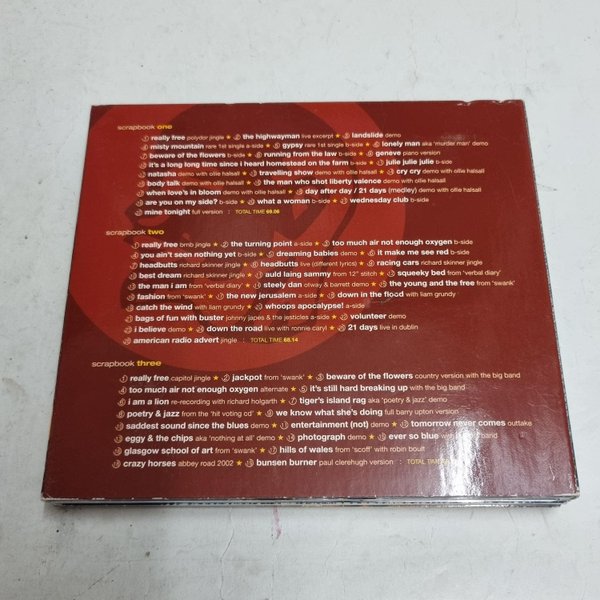 scrapbook one
1 really free polydor jingle ★ 2 the highwayman live excerpt ★ 3 landslide demo
4 misty mountain rare 1st single a-side ★ 5 gypsy rare 1st single b-side ★ 6 lonely man aka 'murder man' demo
7 beware of the flowers b-side ★ 8 running from the law b-side ★ 9 geneve piano version
10 it's a long long time since i heard homestead on the farm b-side ★ 11 julie julie julie b-side
12 natasha demo with ollie halsall ★ 13 travelling show demo with ollie halsall ★ 14 cry cry demo with ollie halsall
15 body talk demo with ollie halsall ★ 16 the man who shot liberty valence demo with ollie halsall
17 when love's in bloom demo with ollie halsall ★ 18 day after day / 21 days (medley) demo with ollie halsall
19 are you on my side? b-side ★ 20 what a woman b-side ★ 21 wednesday club b-side
22 mine tonight full version : TOTAL TIME 69.06
scrapbook two
1 really free bmb jingle ★ 2 the turning point a-side ★ 3 too much air not enough oxygen b-side
4 you ain't seen nothing yet b-side ★ 5 dreaming babies demo ★ 6 it make me see red b-side
7 headbutts richard skinner jingle ★ 8 headbutts live (different lyrics) ★ 9 racing cars richard skinner jingle
10 best dream richard skinner jingle ★ 11 auld laing sammy from 12" stitch ★ 12 squeeky bed from 'verbal diary'
13 the man i am from 'verbal diary' ★ 14 steely dan otway & barrett demo ★ 15 the young and the free from 'swank'
16 fashion from 'swank' ★ 17 the new jerusalem a-side ★ 18 down in the flood with liam grundy
19 catch the wind with liam grundy ★ 20 whoops apocalypse! a-side
21 bags of fun with buster johnny japes & the jesticles a-side ★ 22 volunteer demo
23 i believe demo ★ 24 down the road live with ronnie caryl ★ 25 21 days live in dublin
26 american radio advert jingle : TOTAL TIME 68.14
scrapbook three
1 really free capitol jingle ★ 2 jackpot from 'swank' ★ 3 beware of the flowers country version with the big band
4 too much air not enough oxygen alternate ★ 5 it's still hard breaking up with the big band
6 i am a lion re-recording with richard holgarth ★ 7 tiger's island rag aka 'poetry & jazz' demo
8 poetry & jazz from the 'hit voting cd' ★ 9 we know what she's doing full barry upton version
10 saddest sound since the blues demo ★ 11 entertainment (not) demo ★ 12 tomorrow never comes outtake
13 eggy & the chips aka 'nothing at all' demo ★ 14 photograph demo ★ 15 ever so blue with band
16 glasgow school of art from 'swank' ★ 17 hills of wales from 'scoff' with robin boult
18 crazy horses abbey road 2002 ★ 19 bunsen burner paul clerehugh version : TOTAL TIME